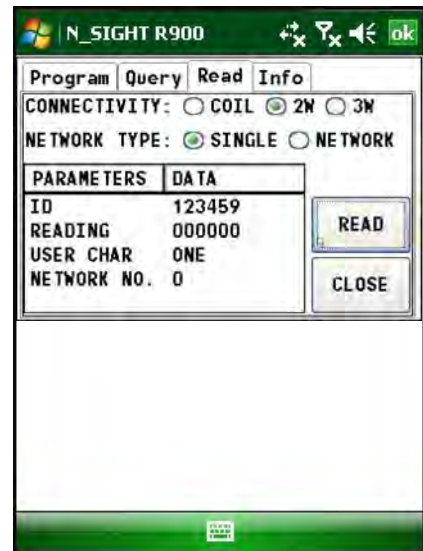 N_SIGHT R900 ok
Program Query Read Info
CONNECTIVITY: COIL 2W 3W
NETWORK TYPE: SINGLE NETWORK
PARAMETERS DATA
ID 123459
READING 000000
USER CHAR ONE
NETWORK NO. 0
READ
CLOSE